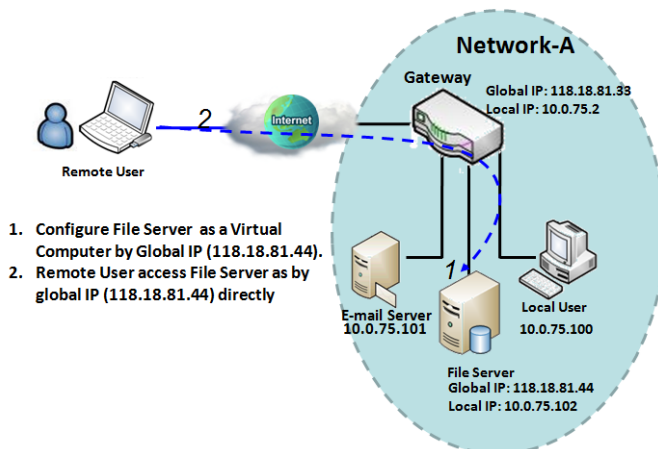 Network-A
Gateway
Global IP: 118.18.81.33
Local IP: 10.0.75.2
2
Internet
Remote User
1. Configure File Server as a Virtual
Computer by Global IP (118.18.81.44).
2. Remote User access File Server as by
global IP (118.18.81.44) directly
1
E-mail Server
10.0.75.101
Local User
10.0.75.100
File Server
Global IP: 118.18.81.44
Local IP: 10.0.75.102